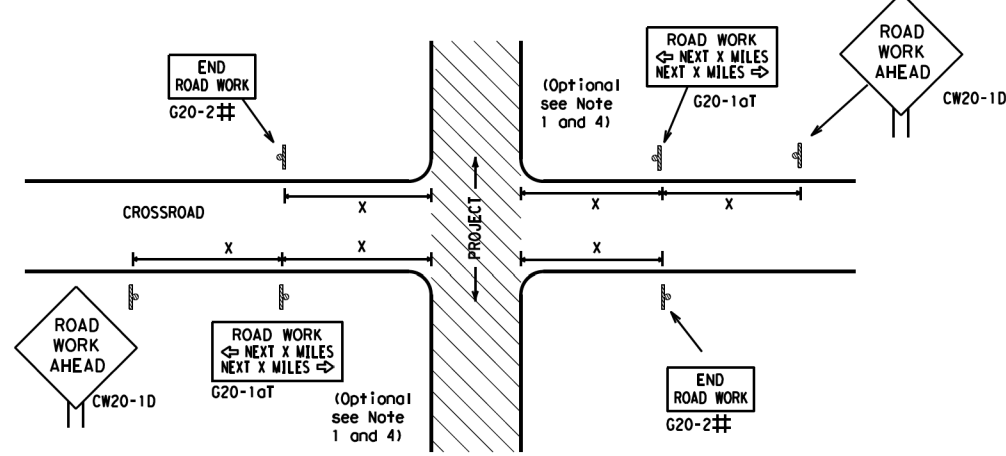 END
ROAD WORK
G20-2#
(Optional
see Note
1 and 4)
ROAD WORK
⇦ NEXT X MILES
NEXT X MILES ⇨
G20-1aT
ROAD
WORK
AHEAD
CW20-1D
X
X
X
CROSSROAD
PROJECT
X
X
X
ROAD
WORK
AHEAD
CW20-1D
ROAD WORK
⇦ NEXT X MILES
NEXT X MILES ⇨
G20-1aT
(Optional
see Note
1 and 4)
END
ROAD WORK
G20-2#